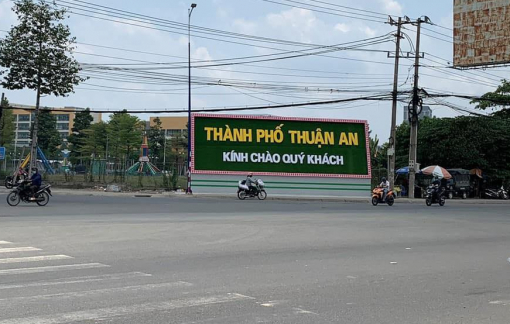 THÀNH PHỐ THUẬN AN
KÍNH CHÀO QUÝ KHÁCH